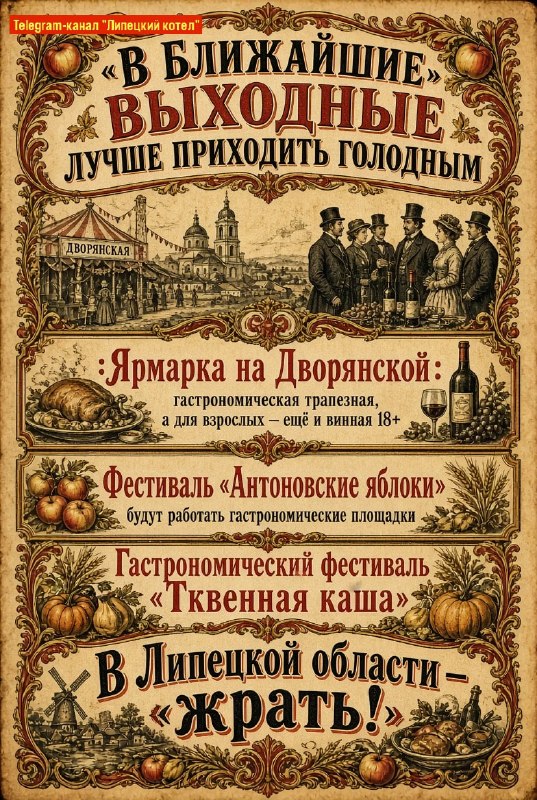 Telegram-канал "Липецкий котел"
«В Ближайшие»
выходные
лучше приходить голодным
ДВОРЯНСКАЯ
:Ярмарка на Дворянской:
гастрономическая трапезная,
а для взрослых – ещё и винная 18+
Фестиваль «Антоновские яблоки»
будут работать гастрономические площадки
Гастрономический фестиваль
«Тквенная каша»
В Липецкой области –
«жрать!»